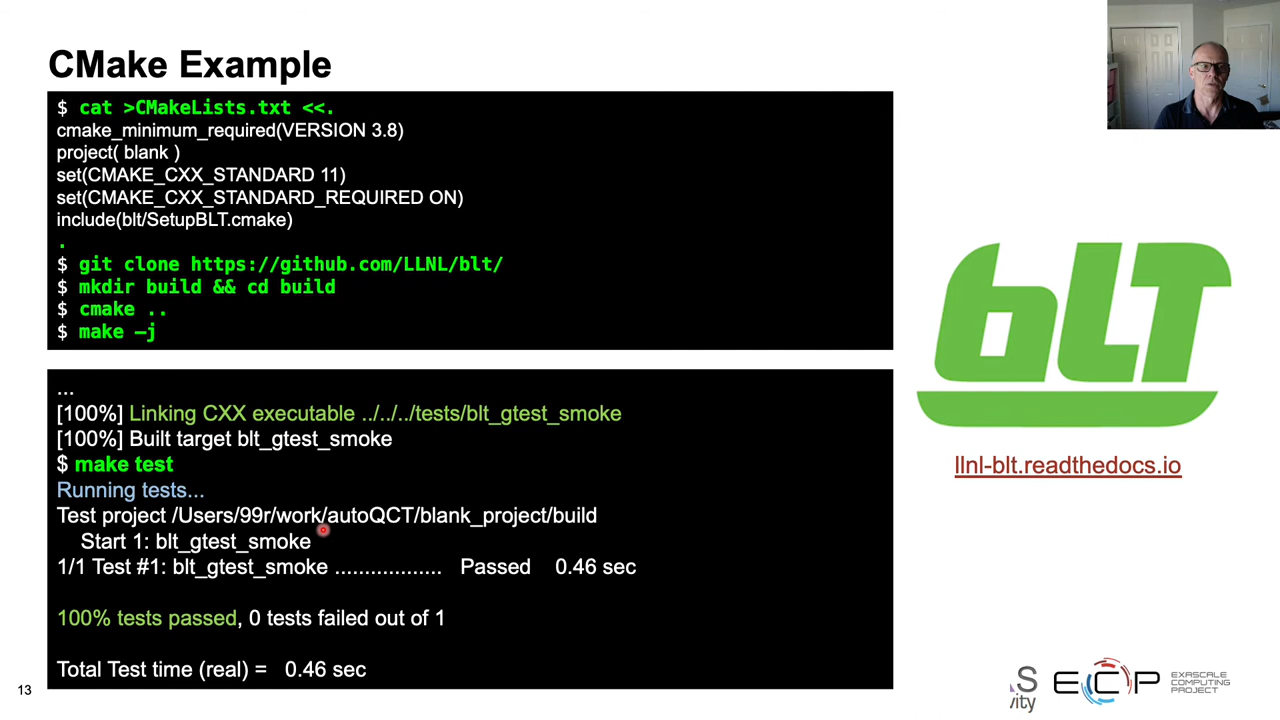 CMake Example
$ cat >CMakeLists.txt <<.
cmake_minimum_required(VERSION 3.8)
project( blank )
set(CMAKE_CXX_STANDARD 11)
set(CMAKE_CXX_STANDARD_REQUIRED ON)
include(blt/SetupBLT.cmake)
.
$ git clone https://github.com/LLNL/blt/
$ mkdir build && cd build
$ cmake ..
$ make –j
...
[100%] Linking CXX executable ../../../tests/blt_gtest_smoke
[100%] Built target blt_gtest_smoke
$ make test
Running tests...
Test project /Users/99r/work/autoQCT/blank_project/build
Start 1: blt_gtest_smoke
1/1 Test #1: blt_gtest_smoke .................. Passed 0.46 sec
100% tests passed, 0 tests failed out of 1
Total Test time (real) = 0.46 sec
bLT
llnl-blt.readthedocs.io
13
S
ivity
ECP
EXASCALE
COMPUTING
PROJECT